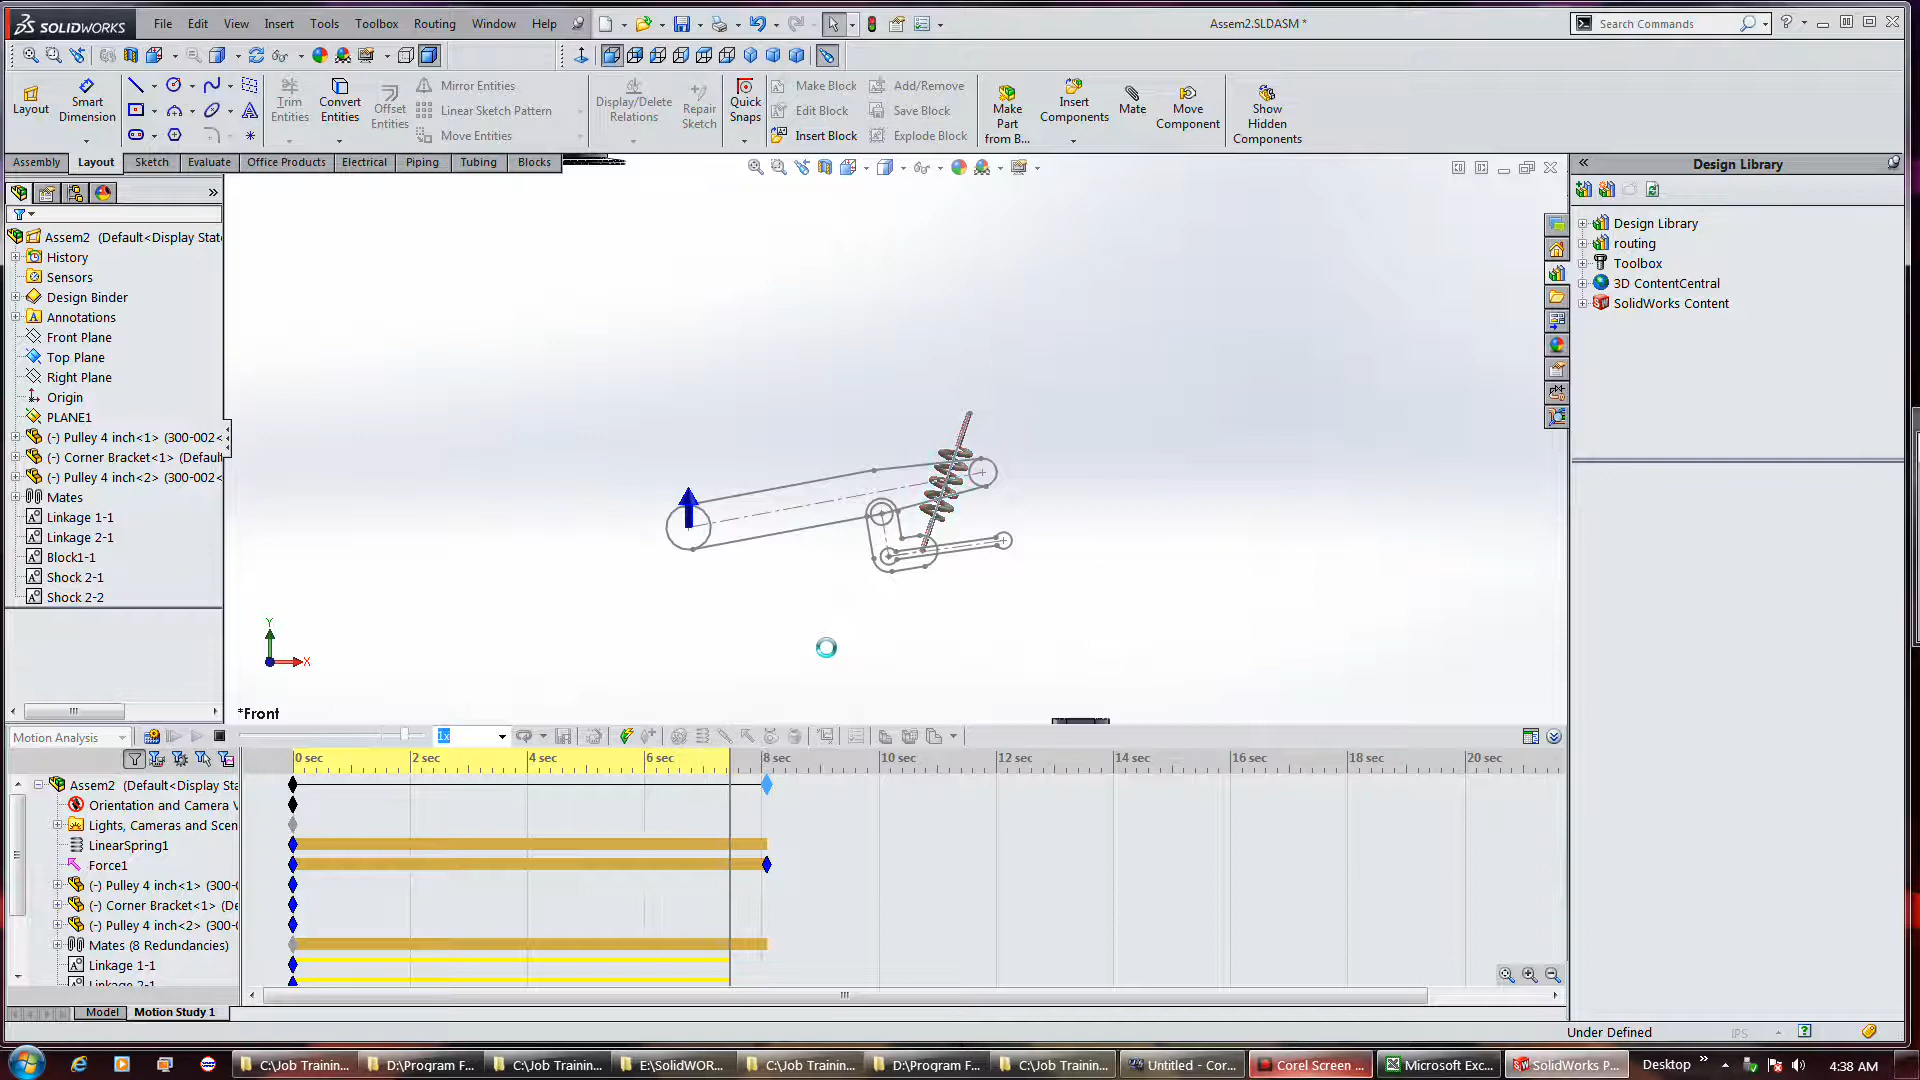 SOLIDWORKS
File Edit View Insert Tools Toolbox Routing Window Help
Assem2.SLDASM *
Search Commands
Layout
Smart Dimension
Trim Entities
Convert Entities
Offset Entities
Mirror Entities
Linear Sketch Pattern
Move Entities
Display/Delete Relations
Repair Sketch
Quick Snaps
Make Block
Edit Block
Insert Block
Add/Remove
Save Block
Explode Block
Make Part from B...
Insert Components
Mate
Move Component
Show Hidden Components
Assembly Layout Sketch Evaluate Office Products Electrical Piping Tubing Blocks
Assem2 (Default<Display Stat
History
Sensors
Design Binder
Annotations
Front Plane
Top Plane
Right Plane
Origin
PLANE1
(-) Pulley 4 inch<1> (300-002<
(-) Corner Bracket<1> (Defaul
(-) Pulley 4 inch<2> (300-002<
Mates
Linkage 1-1
Linkage 2-1
Block1-1
Shock 2-1
Shock 2-2
Y
X
*Front
Design Library
Design Library
routing
Toolbox
3D ContentCentral
SolidWorks Content
Motion Analysis
1x
0 sec 2 sec 4 sec 6 sec 8 sec 10 sec 12 sec 14 sec 16 sec 18 sec 20 sec
Assem2 (Default<Display Sta
Orientation and Camera V
Lights, Cameras and Scen
LinearSpring1
Force1
(-) Pulley 4 inch<1> (300-0
(-) Corner Bracket<1> (De
(-) Pulley 4 inch<2> (300-0
Mates (8 Redundancies)
Linkage 1-1
Linkage 2-1
Model Motion Study 1
Under Defined
IPS
C:\Job Trainin...
D:\Program F...
C:\Job Trainin...
E:\SolidWOR...
C:\Job Trainin...
D:\Program F...
C:\Job Trainin...
Untitled - Cor...
Corel Screen ...
Microsoft Exc...
SolidWorks P...
Desktop
4:38 AM